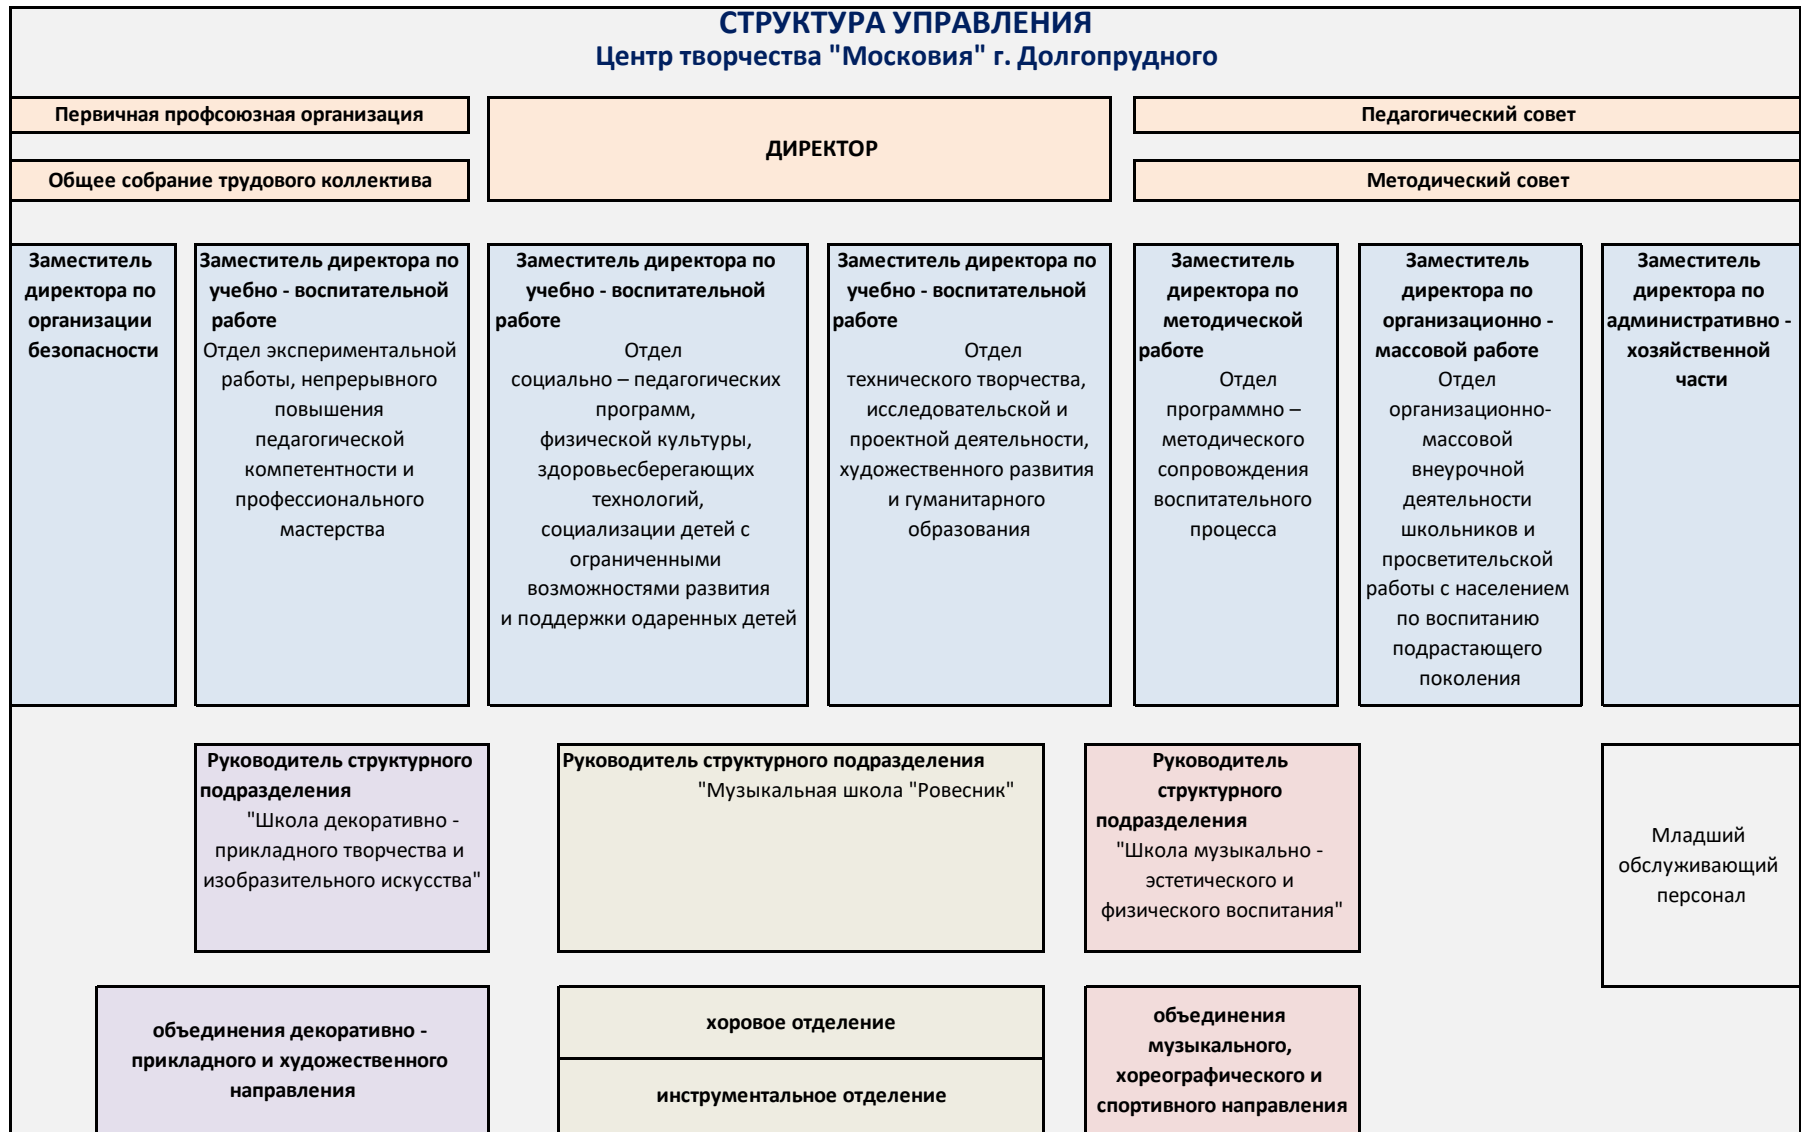 СТРУКТУРА УПРАВЛЕНИЯ
Центр творчества "Московия" г. Долгопрудного
Первичная профсоюзная организация
Общее собрание трудового коллектива
ДИРЕКТОР
Педагогический совет
Методический совет
Заместитель
директора по
организации
безопасности
Заместитель директора по
учебно - воспитательной
работе
Отдел экспериментальной
работы, непрерывного
повышения
педагогической
компетентности и
профессионального
мастерства
Заместитель директора по
учебно - воспитательной
работе
Отдел
социально – педагогических
программ,
физической культуры,
здоровьесберегающих
технологий,
социализации детей с
ограниченными
возможностями развития
и поддержки одаренных детей
Заместитель директора по
учебно - воспитательной
работе
Отдел
технического творчества,
исследовательской и
проектной деятельности,
художественного развития
и гуманитарного
образования
Заместитель
директора по
методической
работе
Отдел
программно –
методического
сопровождения
воспитательного
процесса
Заместитель
директора по
организационно -
массовой работе
Отдел
организационно-
массовой
внеурочной
деятельности
школьников и
просветительской
работы с населением
по воспитанию
подрастающего
поколения
Заместитель
директора по
административно -
хозяйственной
части
Руководитель структурного
подразделения
"Школа декоративно -
прикладного творчества и
изобразительного искусства"
Руководитель структурного подразделения
"Музыкальная школа "Ровесник"
Руководитель
структурного
подразделения
"Школа музыкально -
эстетического и
физического воспитания"
Младший
обслуживающий
персонал
объединения декоративно -
прикладного и художественного
направления
хоровое отделение
инструментальное отделение
объединения
музыкального,
хореографического и
спортивного направления